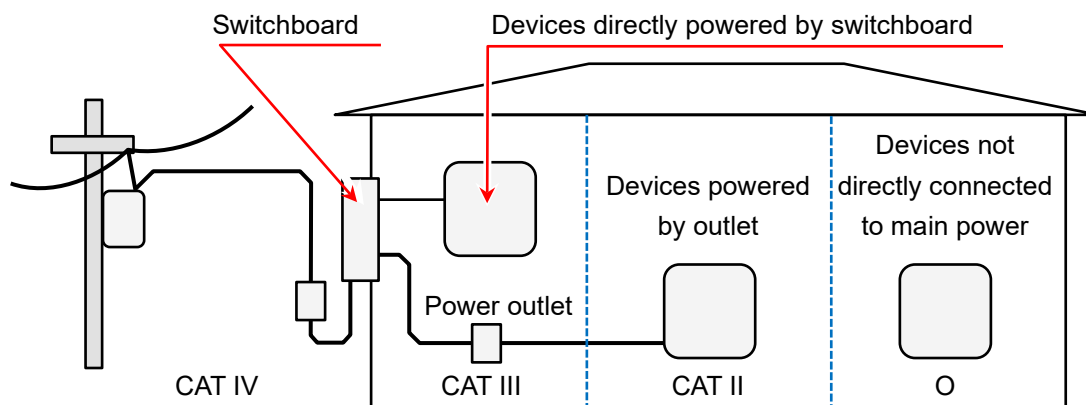 Switchboard
Devices directly powered by switchboard
Devices not
directly connected
to main power
Devices powered
by outlet
Power outlet
CAT IV
CAT III
CAT II
O